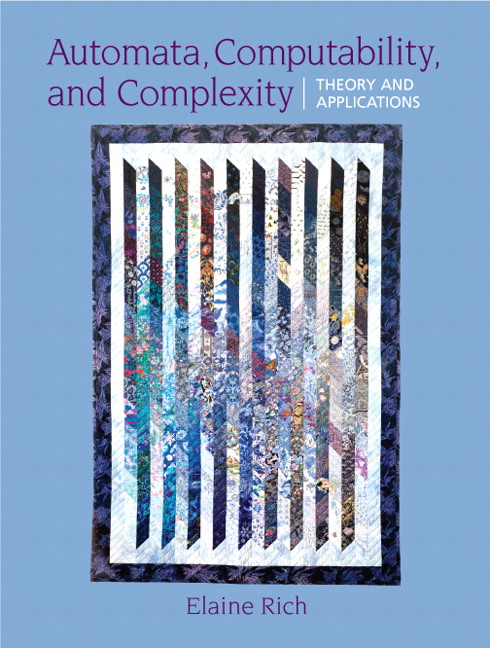 Automata, Computability,
and Complexity
THEORY AND
APPLICATIONS
Elaine Rich